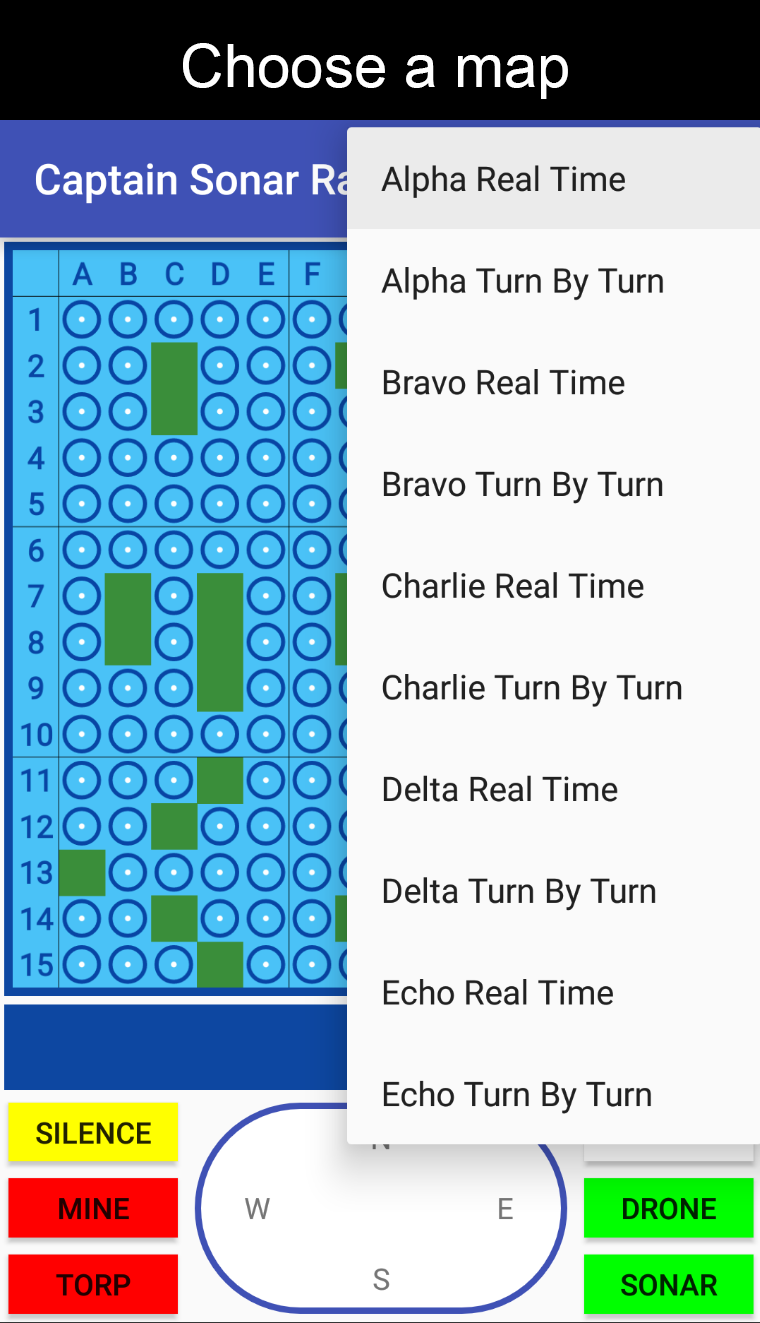 Choose a map
Captain Sonar Ra
Alpha Real Time
Alpha Turn By Turn
Bravo Real Time
Bravo Turn By Turn
Charlie Real Time
Charlie Turn By Turn
Delta Real Time
Delta Turn By Turn
Echo Real Time
Echo Turn By Turn
A B C D E F
1
2
3
4
5
6
7
8
9
10
11
12
13
14
15
SILENCE
N
MINE
W E
DRONE
TORP
S
SONAR